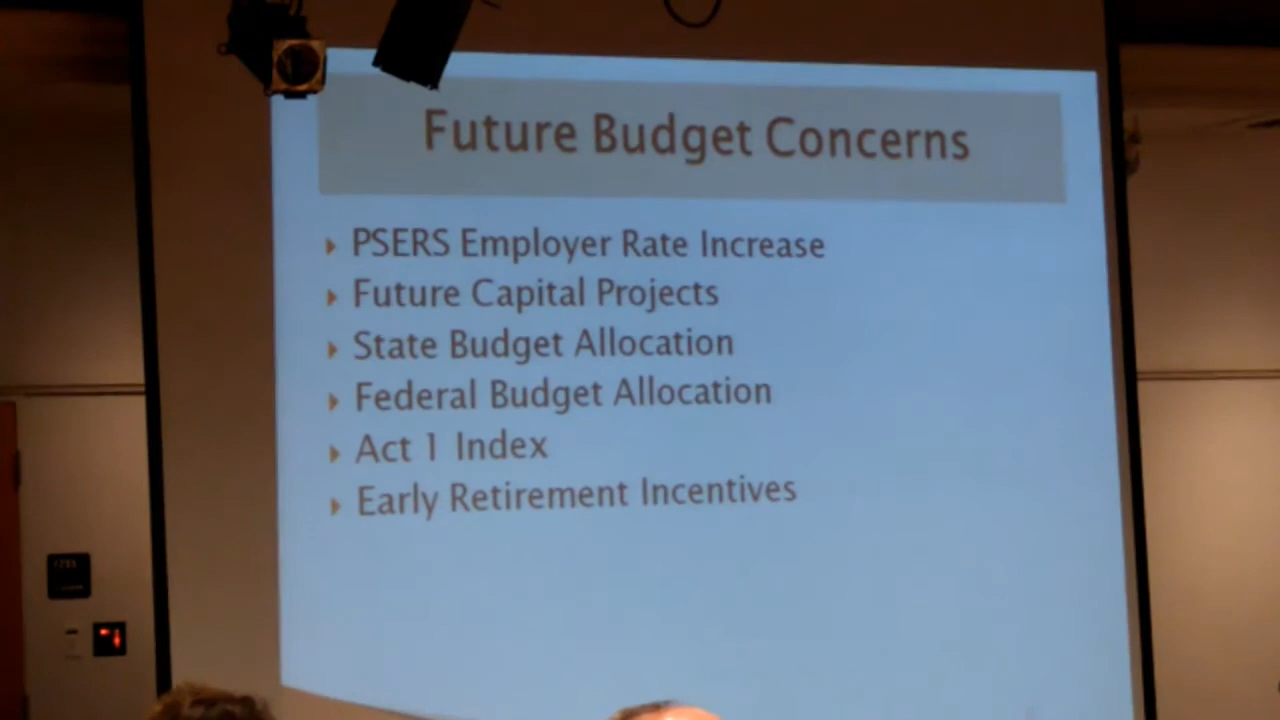 Future Budget Concerns
PSERS Employer Rate Increase
Future Capital Projects
State Budget Allocation
Federal Budget Allocation
Act 1 Index
Early Retirement Incentives